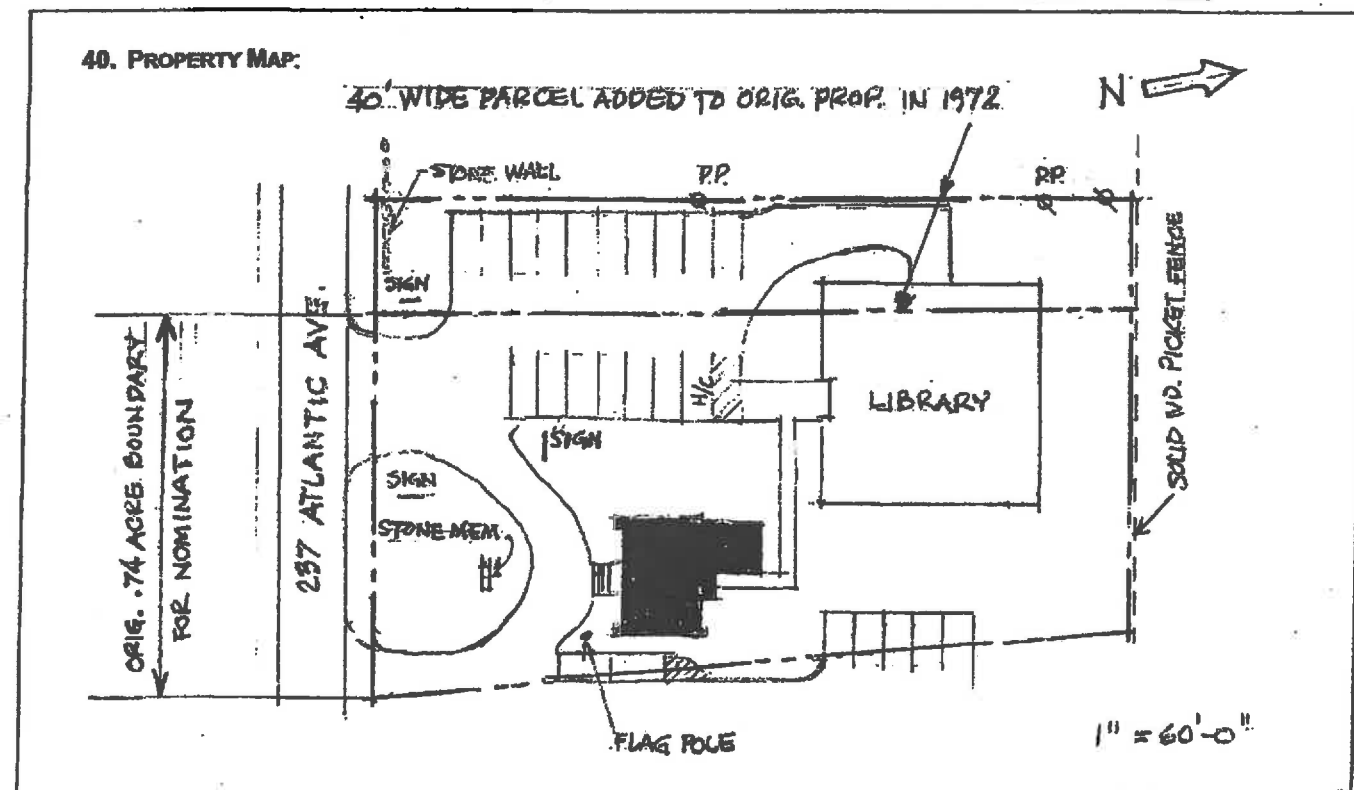 40. PROPERTY MAP:
40' WIDE PARCEL ADDED TO ORIG. PROP. IN 1972
N
STONE WALL
P.P.
P.P.
SIGN
237 ATLANTIC AVE.
ORIG. .74 ACRE BOUNDARY
FOR NOMINATION
H/C
LIBRARY
SOLID WD. PICKET FENCE
SIGN
SIGN
STONE MEM.
FLAG POLE
1" = 60'-0"